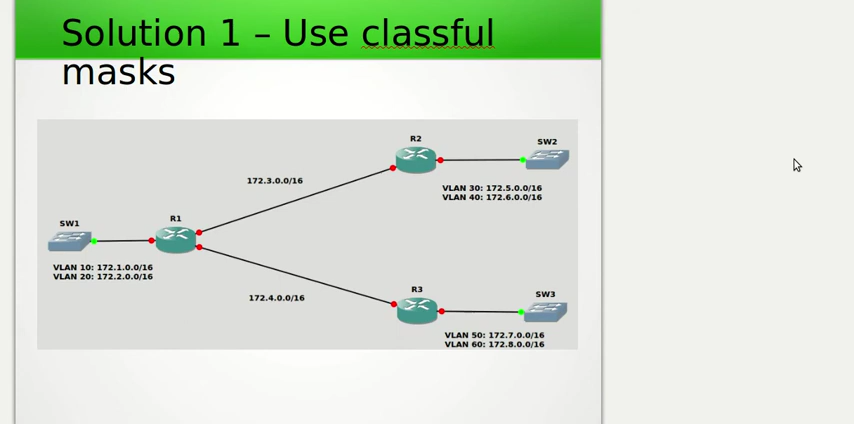 Solution 1 – Use classful
masks
R2
SW2
172.3.0.0/16
VLAN 30: 172.5.0.0/16
VLAN 40: 172.6.0.0/16
R1
SW1
VLAN 10: 172.1.0.0/16
VLAN 20: 172.2.0.0/16
172.4.0.0/16
R3
SW3
VLAN 50: 172.7.0.0/16
VLAN 60: 172.8.0.0/16